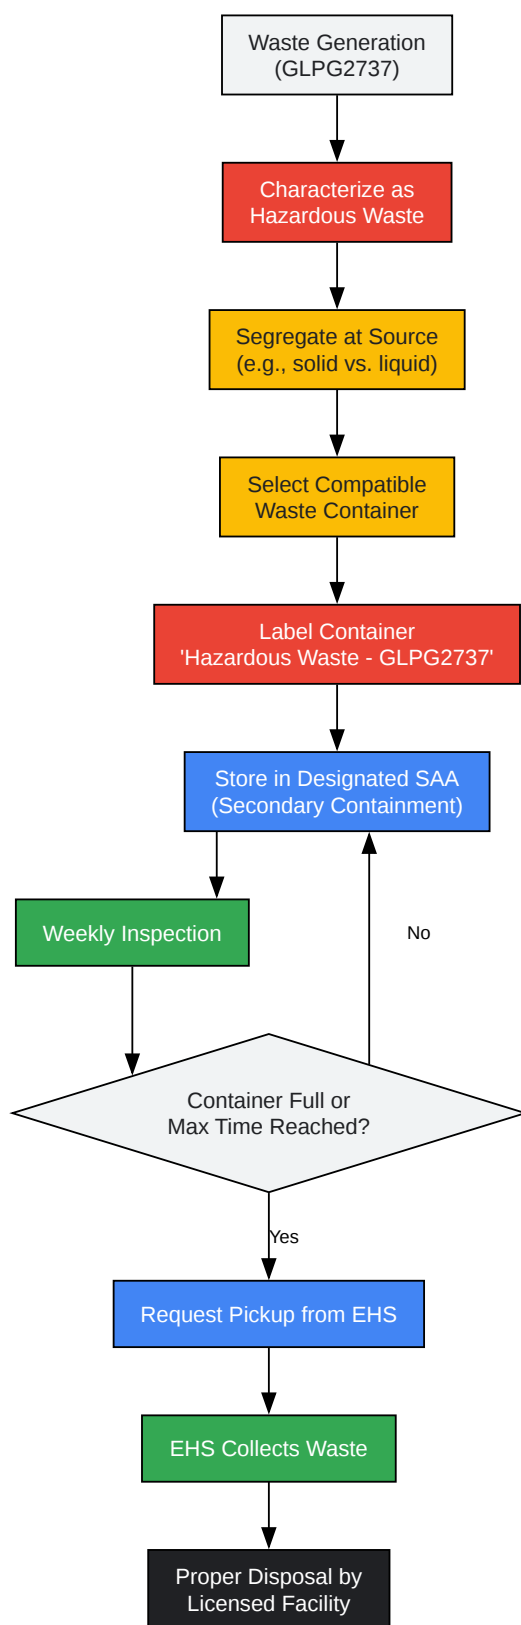 Waste Generation
(GLPG2737)
Characterize as
Hazardous Waste
Segregate at Source
(e.g., solid vs. liquid)
Select Compatible
Waste Container
Label Container
'Hazardous Waste - GLPG2737'
Store in Designated SAA
(Secondary Containment)
Weekly Inspection
No
Container Full or
Max Time Reached?
Yes
Request Pickup from EHS
EHS Collects Waste
Proper Disposal by
Licensed Facility